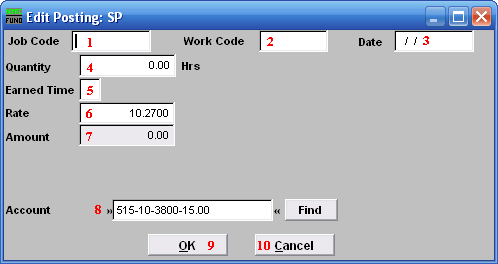 FUND Edit Posting: SP
Job Code 1 Work Code 2 Date / / 3
Quantity 4 0.00 Hrs
Earned Time 5
Rate 6 10.2700
Amount 7 0.00
Account 8 » 515-10-3800-15.00 « Find
OK 9 10 Cancel